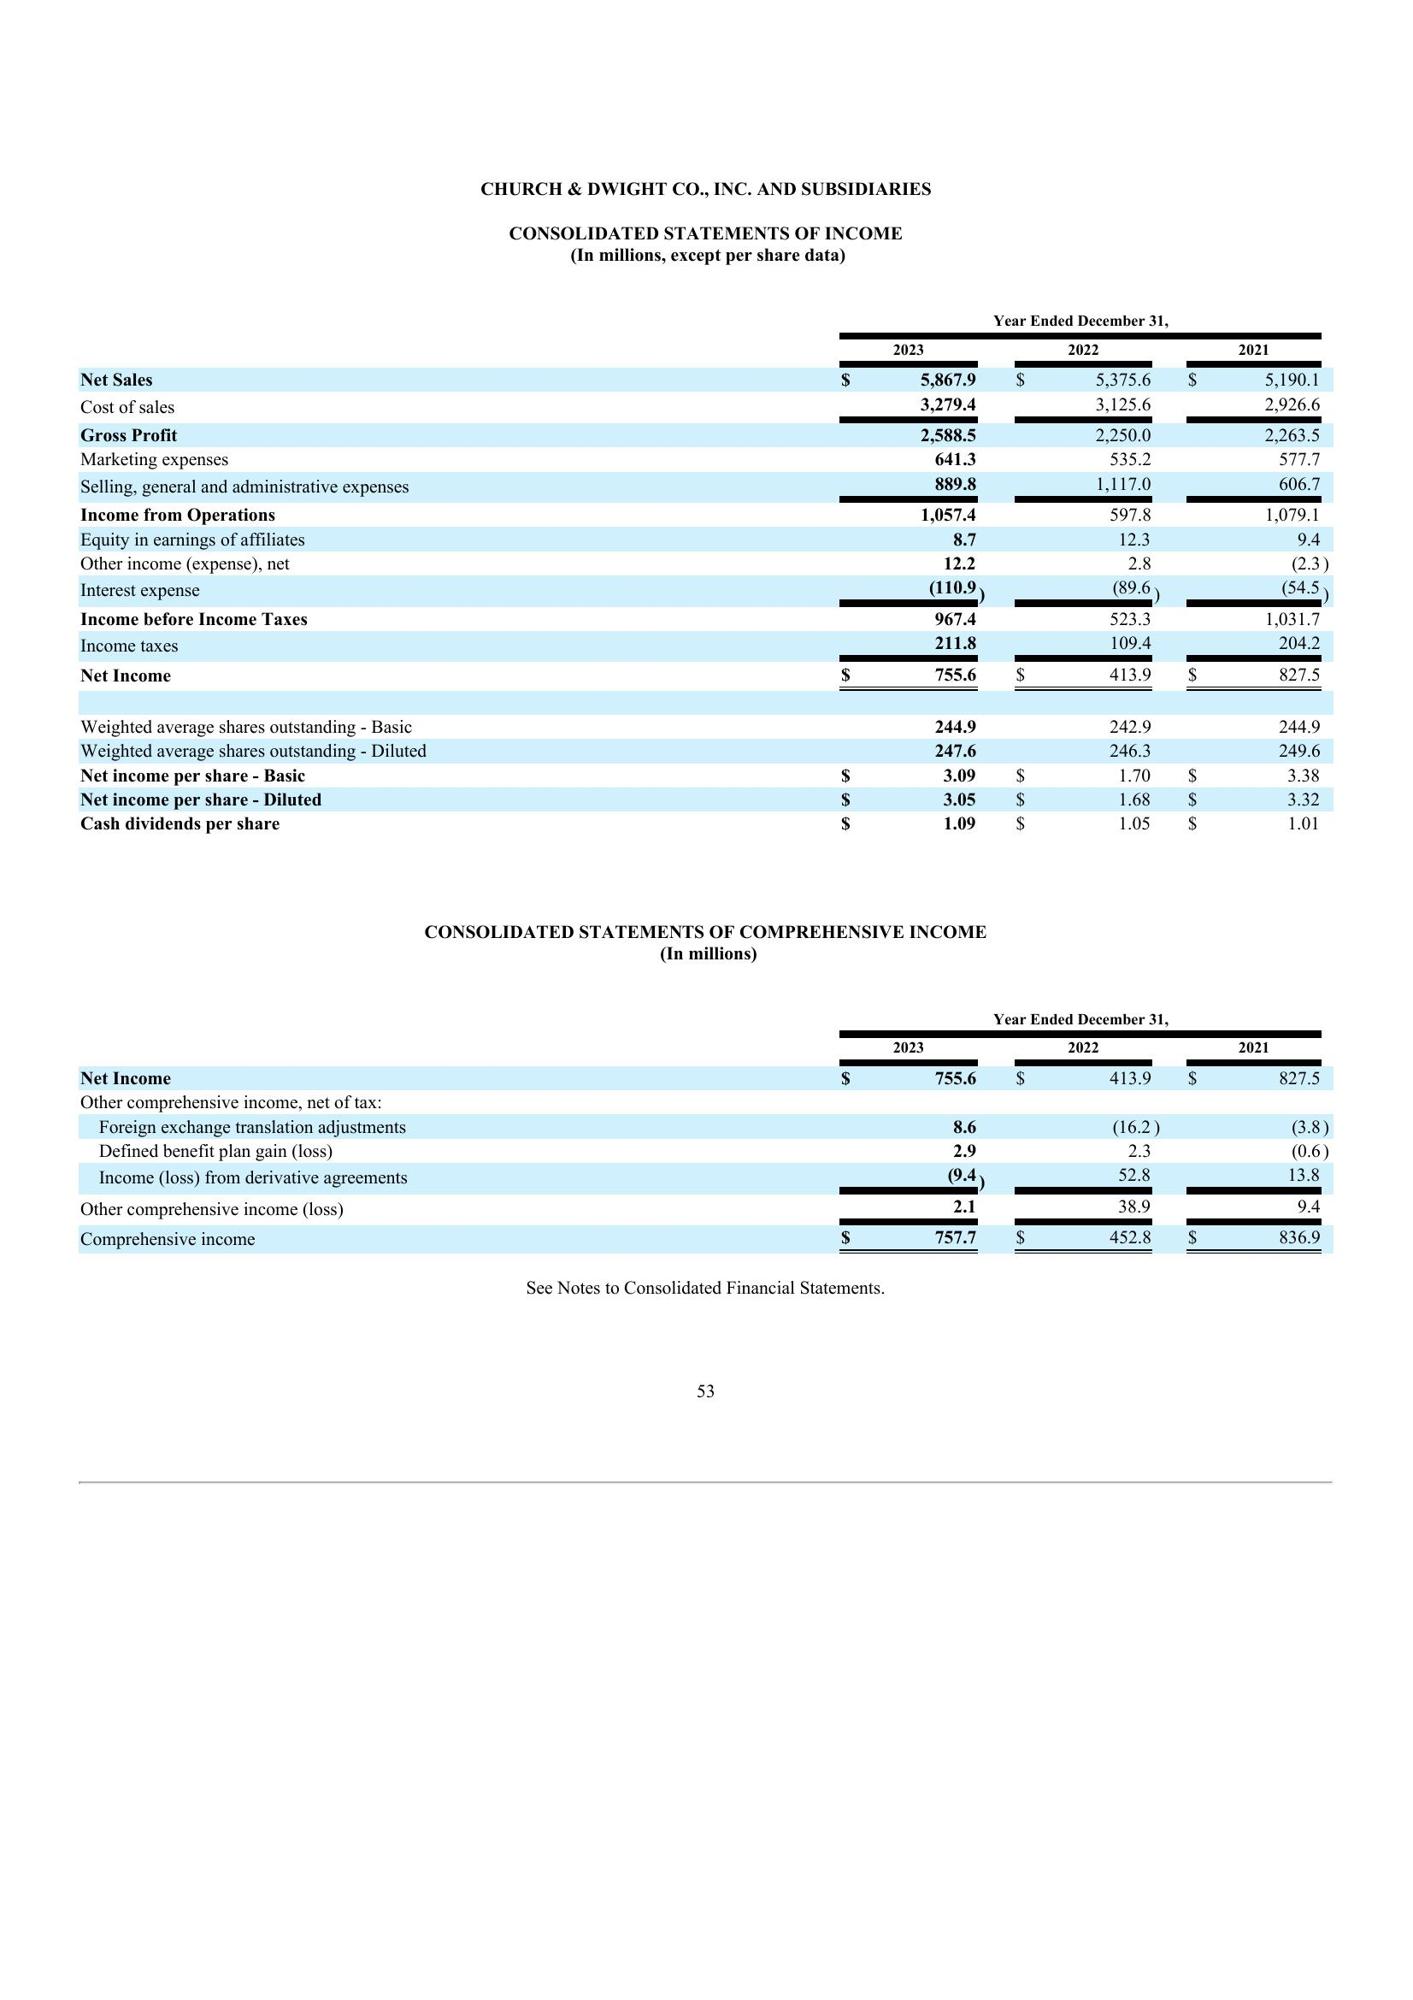 CHURCH & DWIGHT CO., INC. AND SUBSIDIARIES
CONSOLIDATED STATEMENTS OF INCOME
(In millions, except per share data)
Year Ended December 31,
2023 2022 2021
Net Sales $ 5,867.9 $ 5,375.6 $ 5,190.1
Cost of sales 3,279.4 3,125.6 2,926.6
Gross Profit 2,588.5 2,250.0 2,263.5
Marketing expenses 641.3 535.2 577.7
Selling, general and administrative expenses 889.8 1,117.0 606.7
Income from Operations 1,057.4 597.8 1,079.1
Equity in earnings of affiliates 8.7 12.3 9.4
Other income (expense), net 12.2 2.8 (2.3)
Interest expense (110.9) (89.6) (54.5)
Income before Income Taxes 967.4 523.3 1,031.7
Income taxes 211.8 109.4 204.2
Net Income $ 755.6 $ 413.9 $ 827.5
Weighted average shares outstanding - Basic 244.9 242.9 244.9
Weighted average shares outstanding - Diluted 247.6 246.3 249.6
Net income per share - Basic $ 3.09 $ 1.70 $ 3.38
Net income per share - Diluted $ 3.05 $ 1.68 $ 3.32
Cash dividends per share $ 1.09 $ 1.05 $ 1.01
CONSOLIDATED STATEMENTS OF COMPREHENSIVE INCOME
(In millions)
Year Ended December 31,
2023 2022 2021
Net Income $ 755.6 $ 413.9 $ 827.5
Other comprehensive income, net of tax:
Foreign exchange translation adjustments 8.6 (16.2) (3.8)
Defined benefit plan gain (loss) 2.9 2.3 (0.6)
Income (loss) from derivative agreements (9.4) 52.8 13.8
Other comprehensive income (loss) 2.1 38.9 9.4
Comprehensive income $ 757.7 $ 452.8 $ 836.9
See Notes to Consolidated Financial Statements.
53